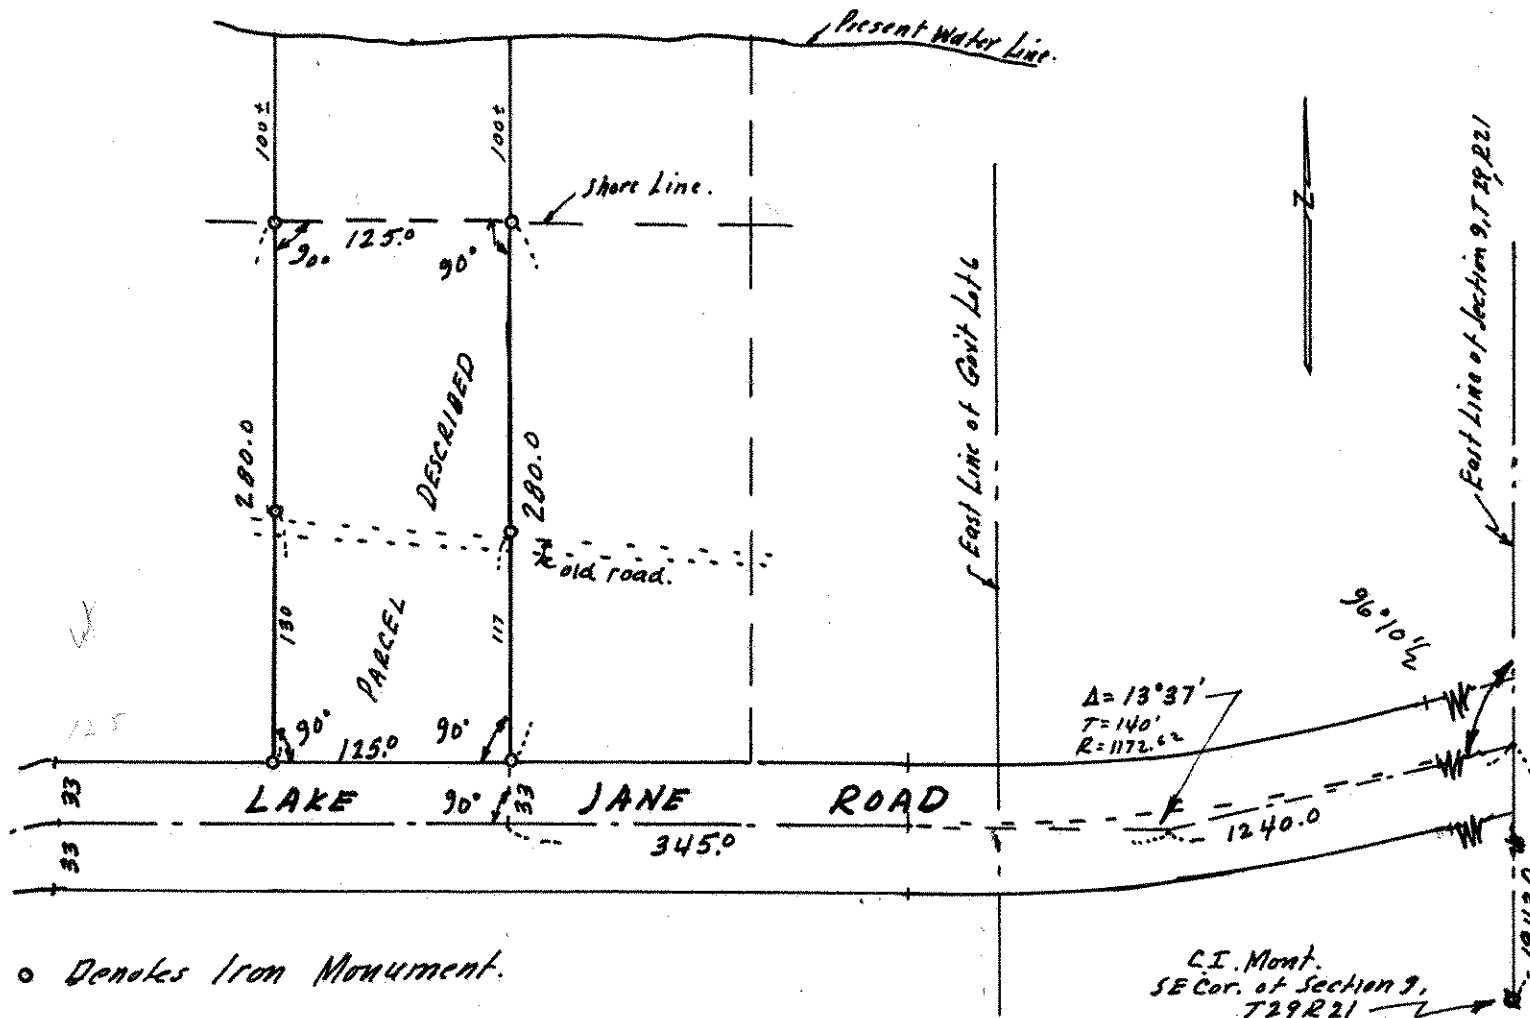 Present Water Line.
100±
100±
Shore Line.
125.0
90°
90°
East Line of Section 9, T29, R21
East Line of Gov't Lot 6
N
DESCRIBED
280.0
280.0
old road.
PARCEL
130
117
96°10½'
Δ= 13°37'
T= 140'
R= 1172.62
90°
125.0
90°
125
33
LAKE JANE ROAD
90°
33
345.0
1240.0
33
Denotes Iron Monument.
C.I. Mont.
SE Cor. of Section 9,
T29R21